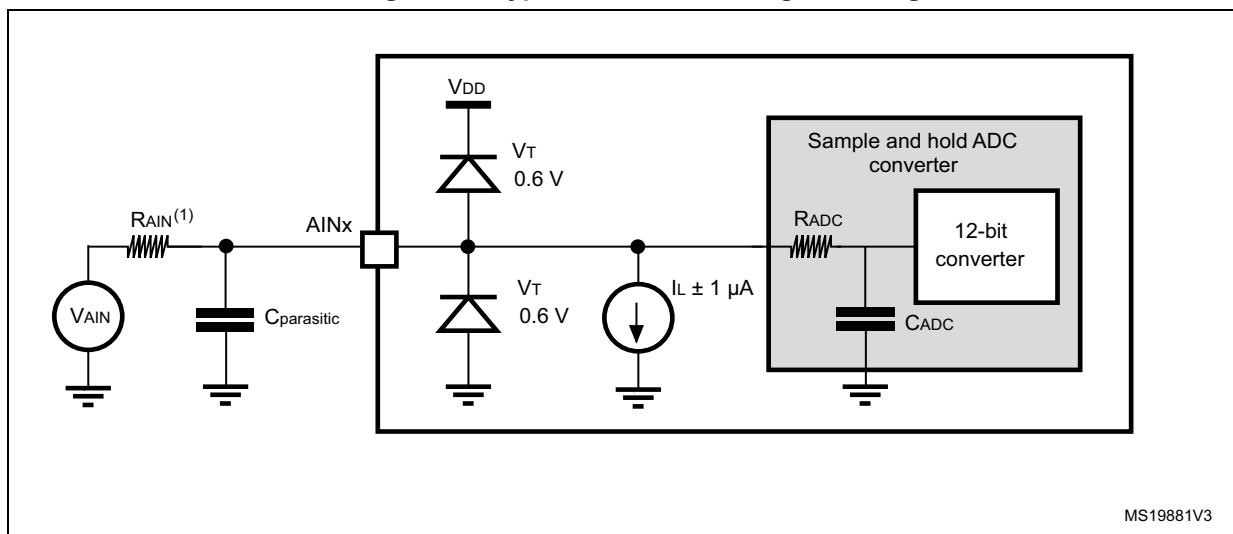 VDD
Sample and hold ADC
converter
VT
0.6 V
RAIN(1)
AINx
RADC
12-bit
converter
VT
0.6 V
IL ± 1 µA
VAIN
Cparasitic
CADC
MS19881V3